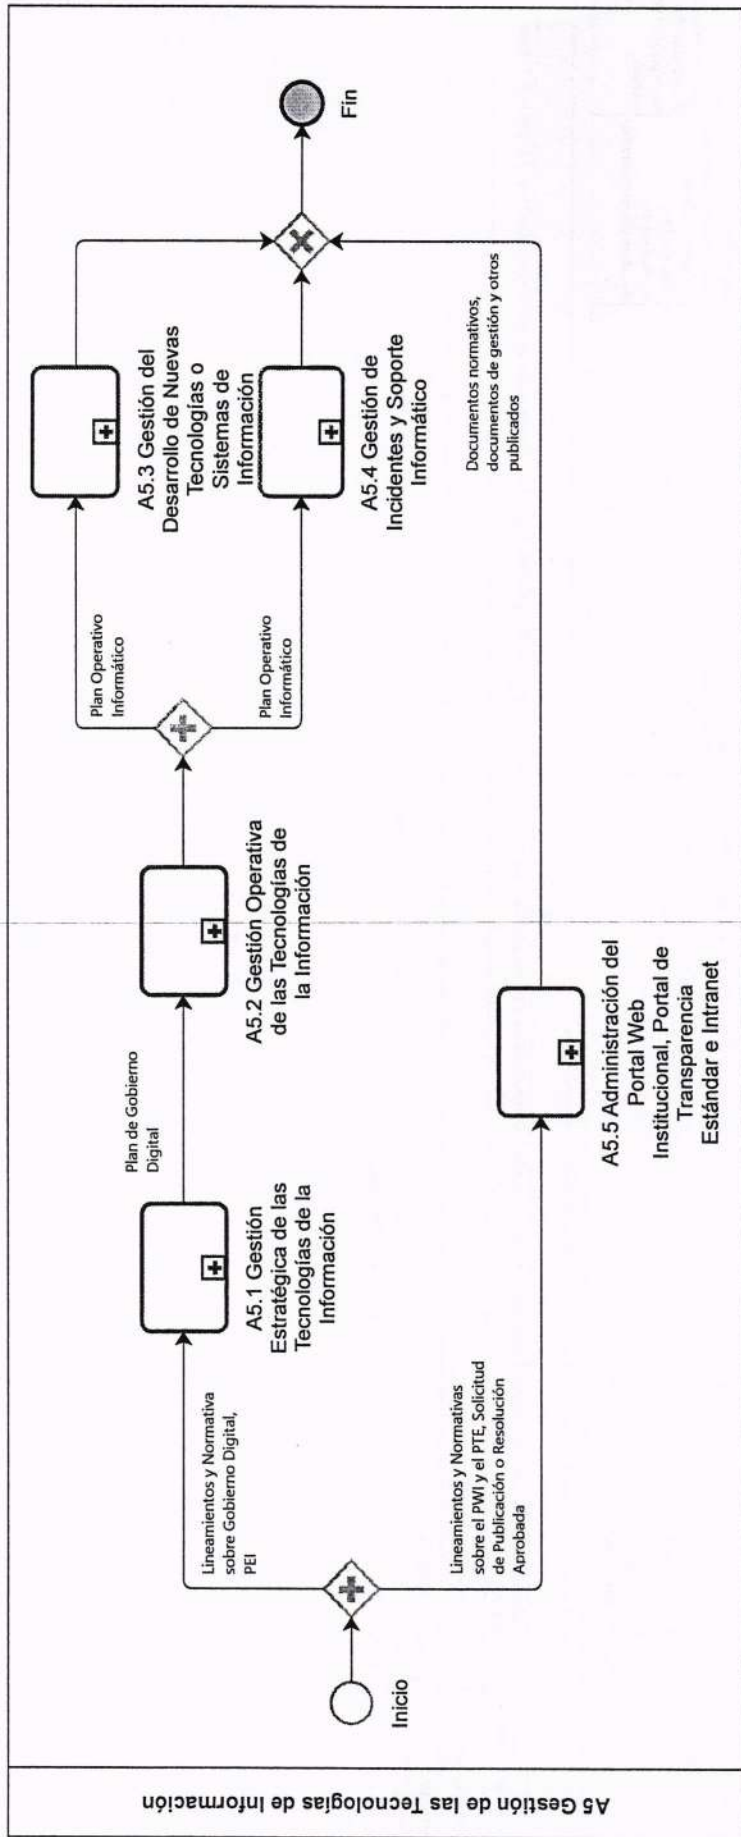 A5 Gestión de las Tecnologías de Información
Inicio
Lineamientos y Normativa
sobre Gobierno Digital,
PEI
A5.1 Gestión
Estratégica de las
Tecnologías de la
Información
Plan de Gobierno
Digital
A5.2 Gestión Operativa
de las Tecnologías de
la Información
Plan Operativo
Informático
Plan Operativo
Informático
A5.3 Gestión del
Desarrollo de Nuevas
Tecnologías o
Sistemas de
Información
A5.4 Gestión de
Incidentes y Soporte
Informático
Lineamientos y Normativas
sobre el PWI y el PTE, Solicitud
de Publicación o Resolución
Aprobada
A5.5 Administración del
Portal Web
Institucional, Portal de
Transparencia
Estándar e Intranet
Documentos normativos,
documentos de gestión y otros
publicados
Fin